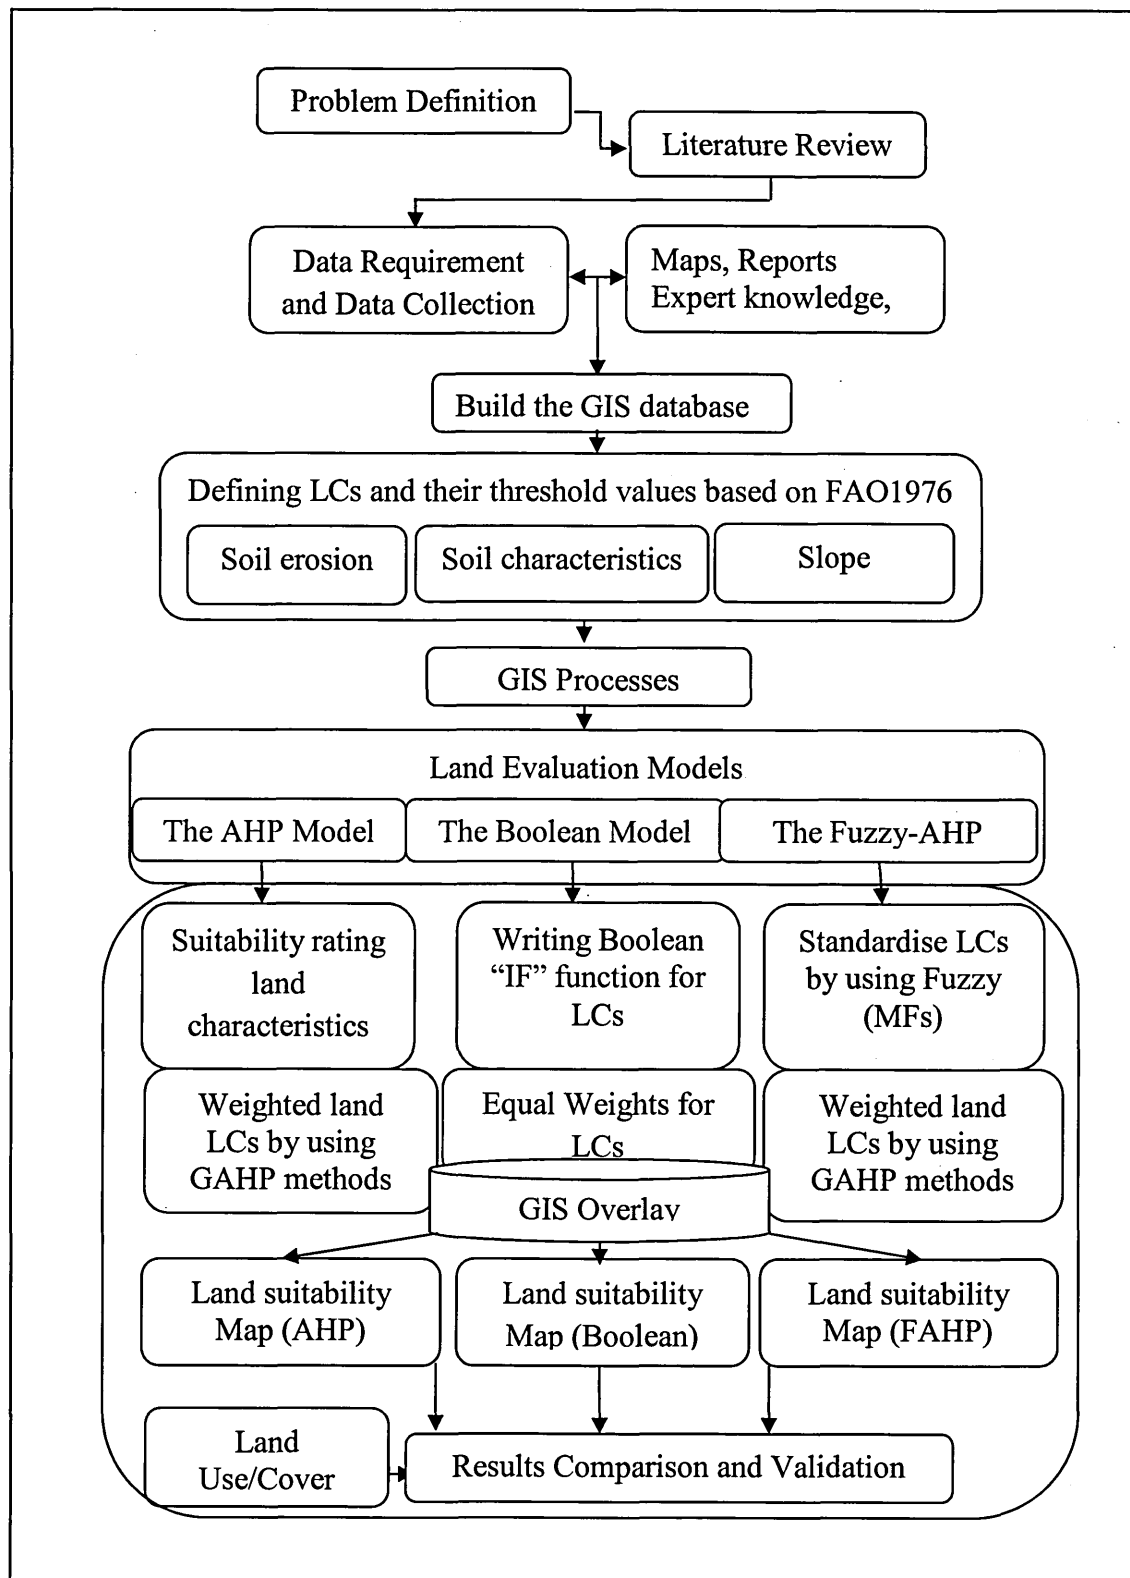 Problem Definition
Literature Review
Data Requirement
and Data Collection
Maps, Reports
Expert knowledge,
Build the GIS database
Defining LCs and their threshold values based on FAO1976
Soil erosion
Soil characteristics
Slope
GIS Processes
Land Evaluation Models
The AHP Model
The Boolean Model
The Fuzzy-AHP
Suitability rating
land
characteristics
Writing Boolean
“IF” function for
LCs
Standardise LCs
by using Fuzzy
(MFs)
Weighted land
LCs by using
GAHP methods
Equal Weights for
LCs
Weighted land
LCs by using
GAHP methods
GIS Overlay
Land suitability
Map (AHP)
Land suitability
Map (Boolean)
Land suitability
Map (FAHP)
Land
Use/Cover
Results Comparison and Validation